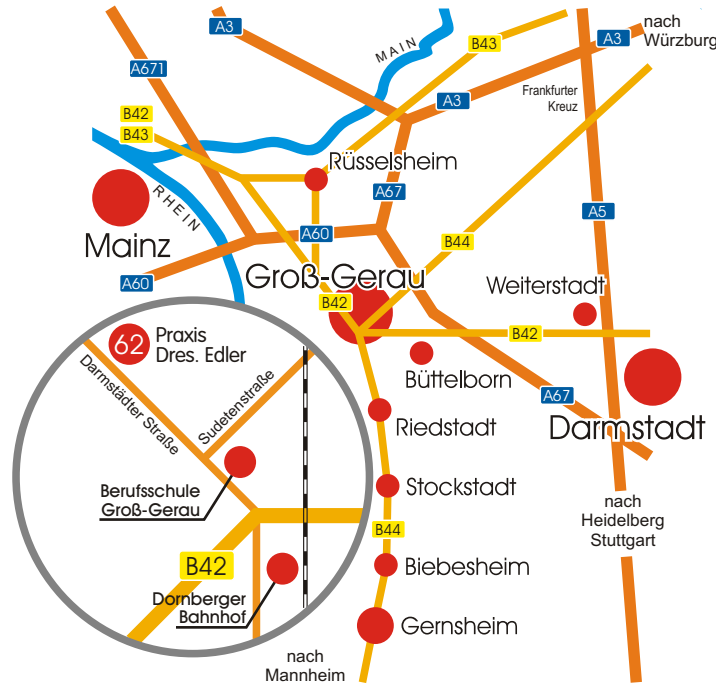 nach
Würzburg
A3
A3
B43
MAIN
A671
Frankfurter
Kreuz
A3
B42
B43
Rüsselsheim
A67
RHEIN
A5
Mainz
A60
B44
Groß-Gerau
A60
Weiterstadt
B42
B42
62
Praxis
Dres. Edler
Büttelborn
Darmstädter Straße
Sudetenstraße
A67
Riedstadt
Darmstadt
Berufsschule
Groß-Gerau
Stockstadt
nach
Heidelberg
Stuttgart
B44
B42
Biebesheim
Dornberger
Bahnhof
Gernsheim
nach
Mannheim